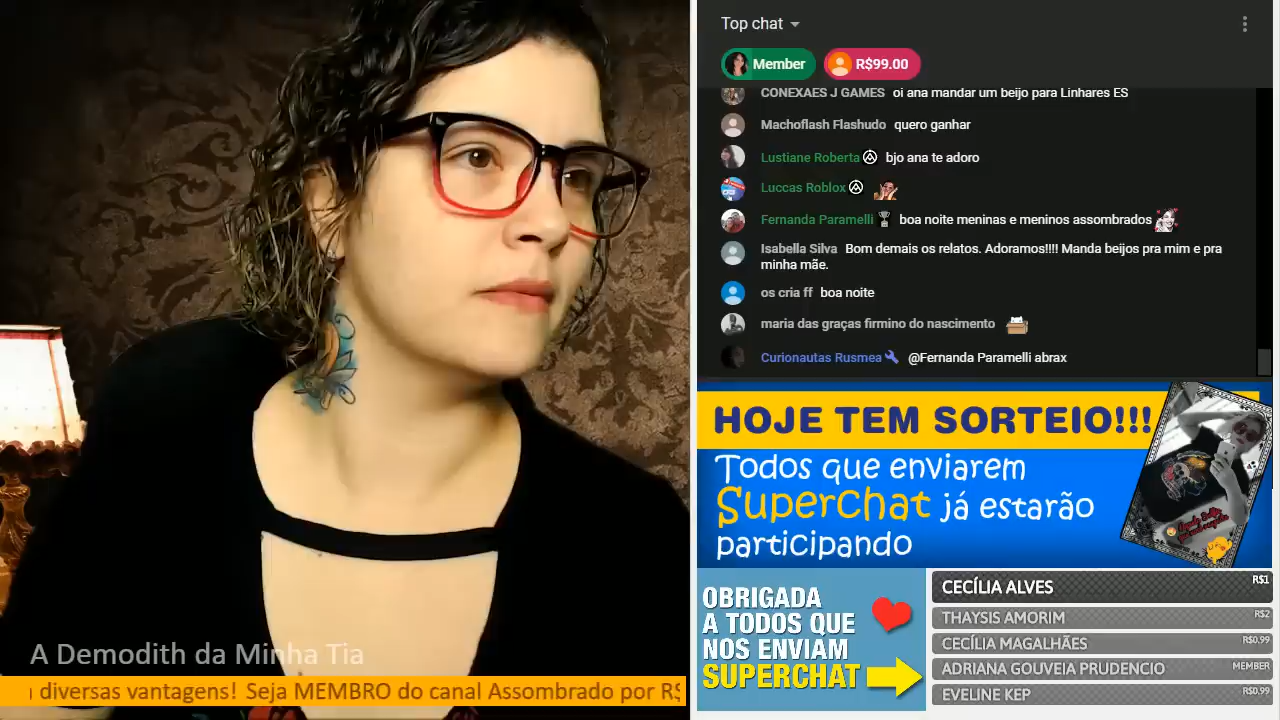 Top chat
Member
R$99.00
CONEXAES J GAMES oi ana mandar um beijo para Linhares ES
Machoflash Flashudo quero ganhar
Lustiane Roberta bjo ana te adoro
Luccas Roblox
Fernanda Paramelli boa noite meninas e meninos assombrados
Isabella Silva Bom demais os relatos. Adoramos!!!! Manda beijos pra mim e pra
minha mãe.
os cria ff boa noite
maria das graças firmino do nascimento
Curionautas Rusmea @Fernanda Paramelli abrax
HOJE TEM SORTEIO!!!
Todos que enviarem
Superchat já estarão
participando
OBRIGADA
A TODOS QUE
NOS ENVIAM
SUPERCHAT
CECÍLIA ALVES R$1
THAYSIS AMORIM R$2
CECÍLIA MAGALHÃES R$0.99
ADRIANA GOUVEIA PRUDENCIO MEMBER
EVELINE KEP R$0.99
A Demodith da Minha Tia
diversas vantagens! Seja MEMBRO do canal Assombrado por R$